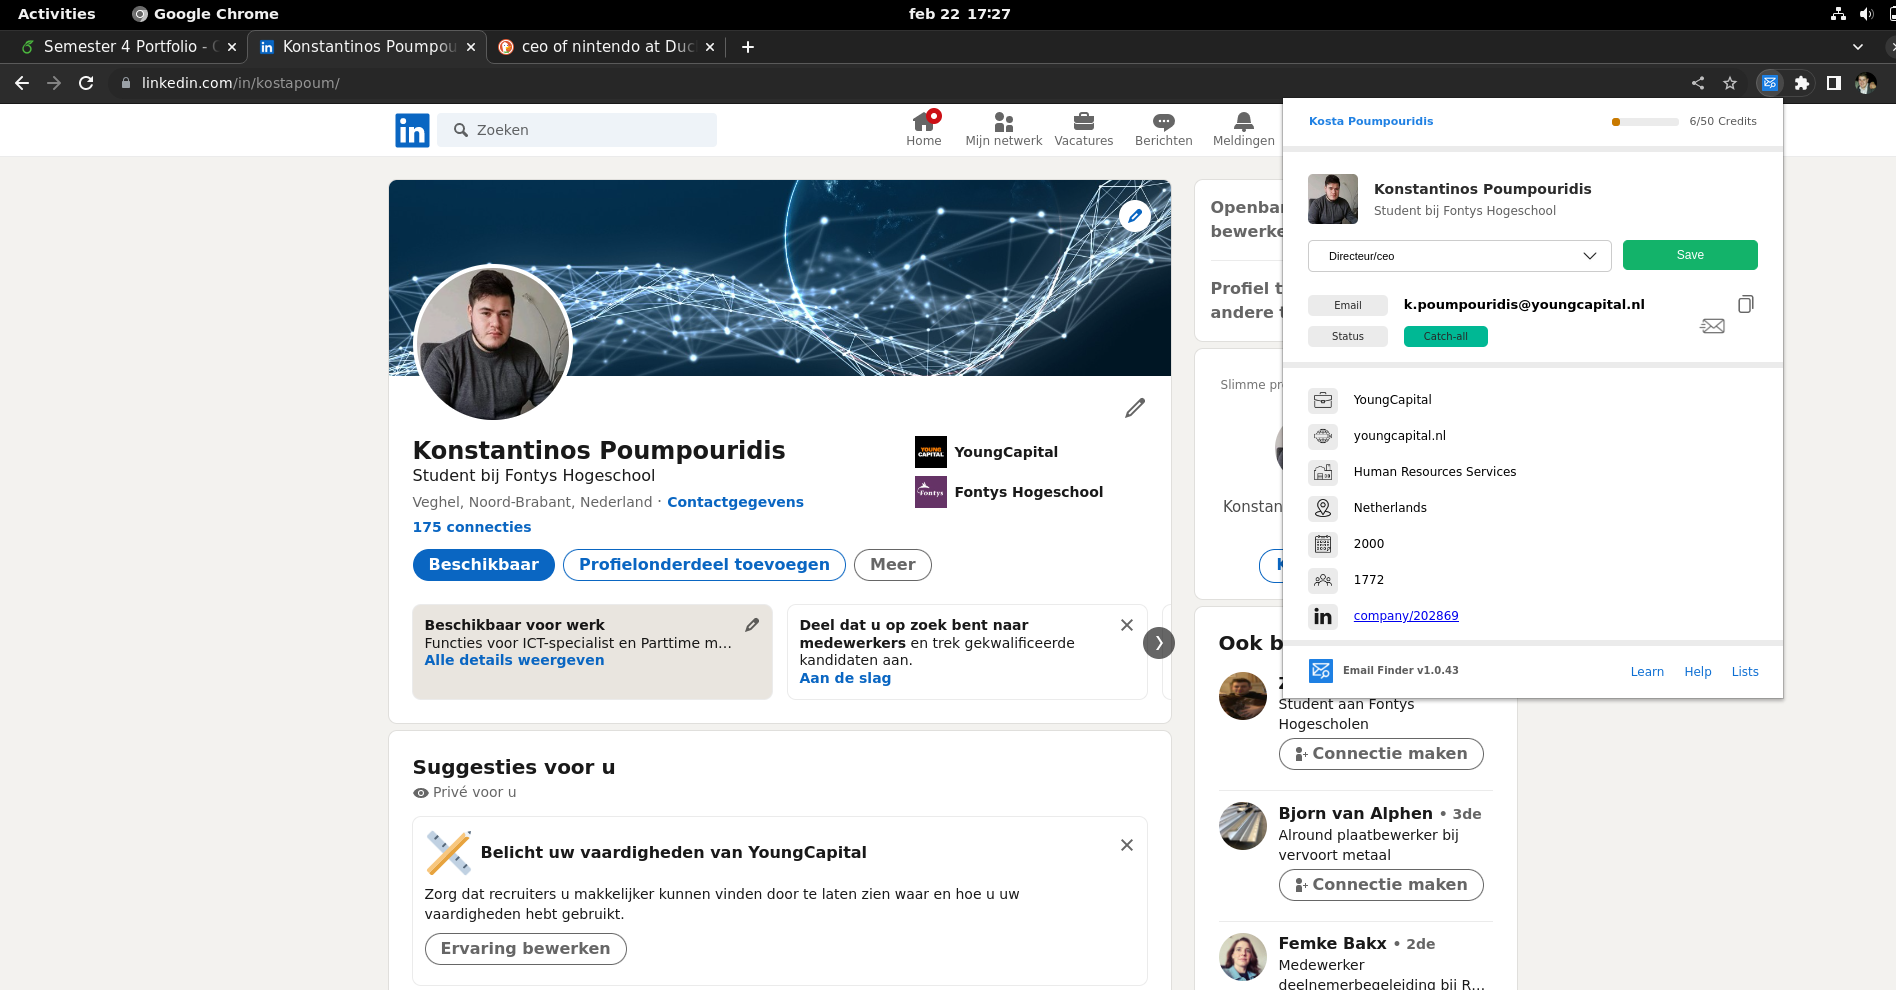 Activities
Google Chrome
feb 22 17:27
Semester 4 Portfolio -
Konstantinos Poumpou
ceo of nintendo at Duc
linkedin.com/in/kostapoum/
in
Zoeken
Home
Mijn netwerk
Vacatures
Berichten
Meldingen
Konstantinos Poumpouridis
Student bij Fontys Hogeschool
Veghel, Noord-Brabant, Nederland · Contactgegevens
175 connecties
YOUNG CAPITAL
YoungCapital
Fontys
Fontys Hogeschool
Beschikbaar
Profielonderdeel toevoegen
Meer
Beschikbaar voor werk
Functies voor ICT-specialist en Parttime m...
Alle details weergeven
Deel dat u op zoek bent naar
medewerkers en trek gekwalificeerde
kandidaten aan.
Aan de slag
Suggesties voor u
Privé voor u
Belicht uw vaardigheden van YoungCapital
Zorg dat recruiters u makkelijker kunnen vinden door te laten zien waar en hoe u uw
vaardigheden hebt gebruikt.
Ervaring bewerken
Openba
bewerke
Profiel t
andere t
Slimme pr
Konstan
K
Ook b
Student aan Fontys
Hogescholen
Connectie maken
Bjorn van Alphen • 3de
Alround plaatbewerker bij
vervoort metaal
Connectie maken
Femke Bakx • 2de
Medewerker
deelnemerbegeleiding bij R...
Kosta Poumpouridis
6/50 Credits
Konstantinos Poumpouridis
Student bij Fontys Hogeschool
Directeur/ceo
Save
Email
k.poumpouridis@youngcapital.nl
Status
Catch-all
YoungCapital
youngcapital.nl
Human Resources Services
Netherlands
2000
1772
in
company/202869
Email Finder v1.0.43
Learn
Help
Lists